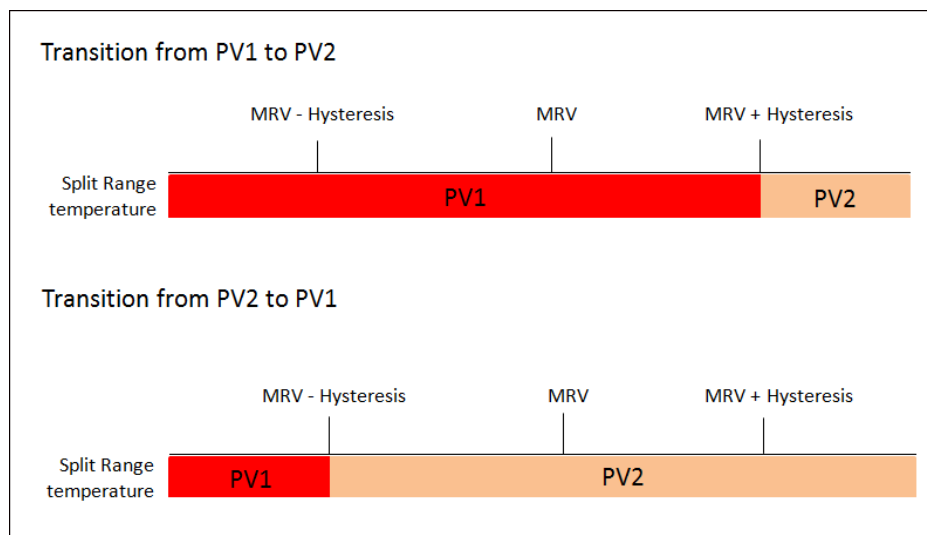 Transition from PV1 to PV2
MRV - Hysteresis
MRV
MRV + Hysteresis
Split Range
temperature
PV1
PV2
Transition from PV2 to PV1
MRV - Hysteresis
MRV
MRV + Hysteresis
Split Range
temperature
PV1
PV2